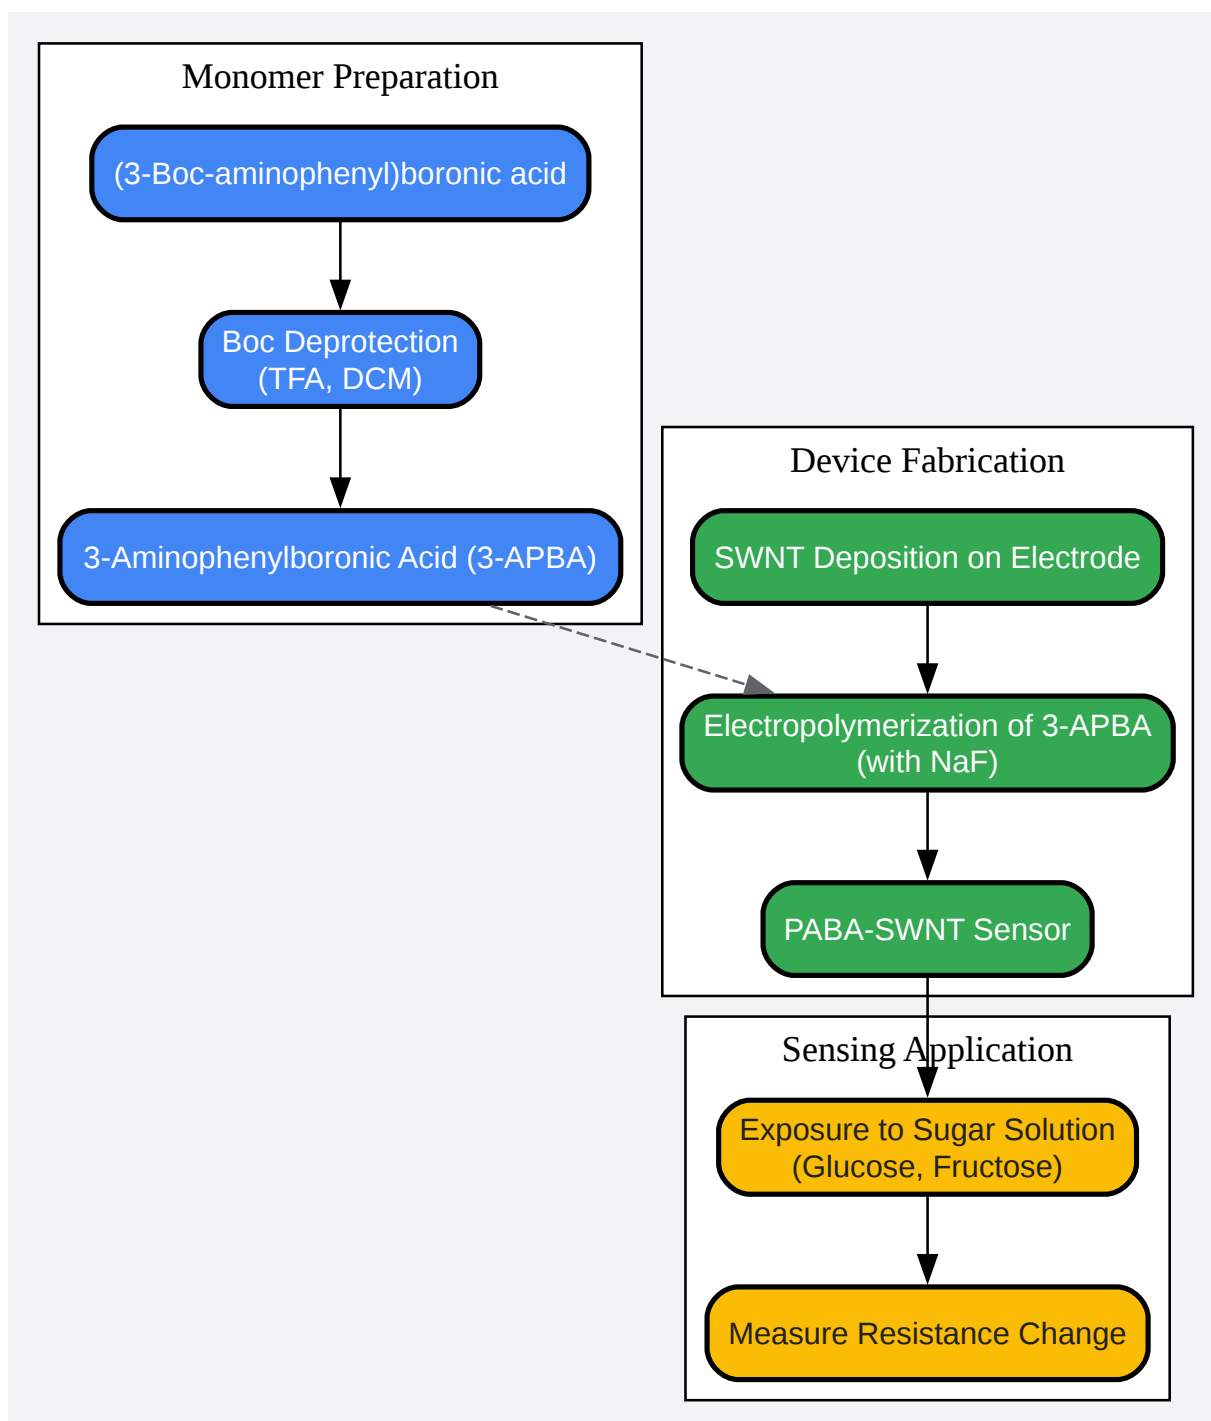 Monomer Preparation
(3-Boc-aminophenyl)boronic acid
Boc Deprotection
(TFA, DCM)
3-Aminophenylboronic Acid (3-APBA)
Device Fabrication
SWNT Deposition on Electrode
Electropolymerization of 3-APBA
(with NaF)
PABA-SWNT Sensor
Sensing Application
Exposure to Sugar Solution
(Glucose, Fructose)
Measure Resistance Change